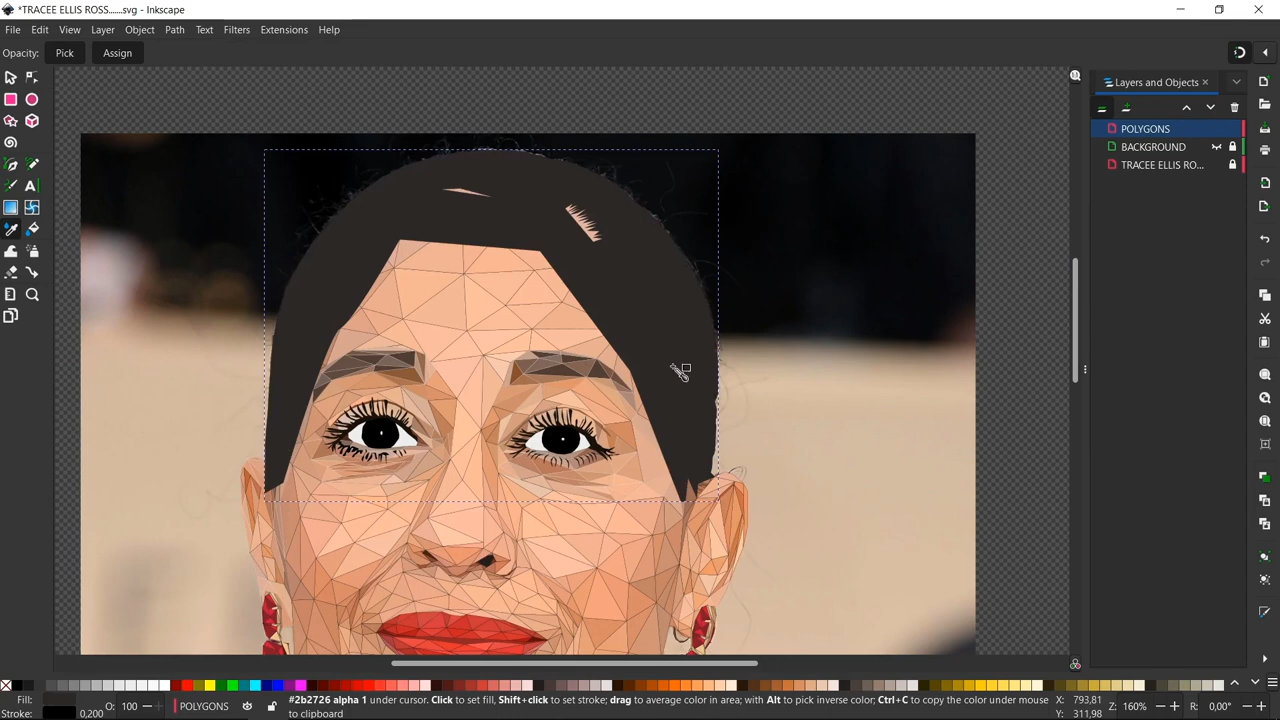 *TRACEE ELLIS ROSS.......svg - Inkscape
File Edit View Layer Object Path Text Filters Extensions Help
Opacity: Pick Assign
Layers and Objects
POLYGONS
BACKGROUND
TRACEE ELLIS RO...
Fill:
Stroke: 0,200
O: 100
POLYGONS
#2b2726 alpha 1 under cursor. Click to set fill, Shift+click to set stroke; drag to average color in area; with Alt to pick inverse color; Ctrl+C to copy the color under mouse
to clipboard
X: 793,81
Y: 311,98
Z: 160%
R: 0,00°